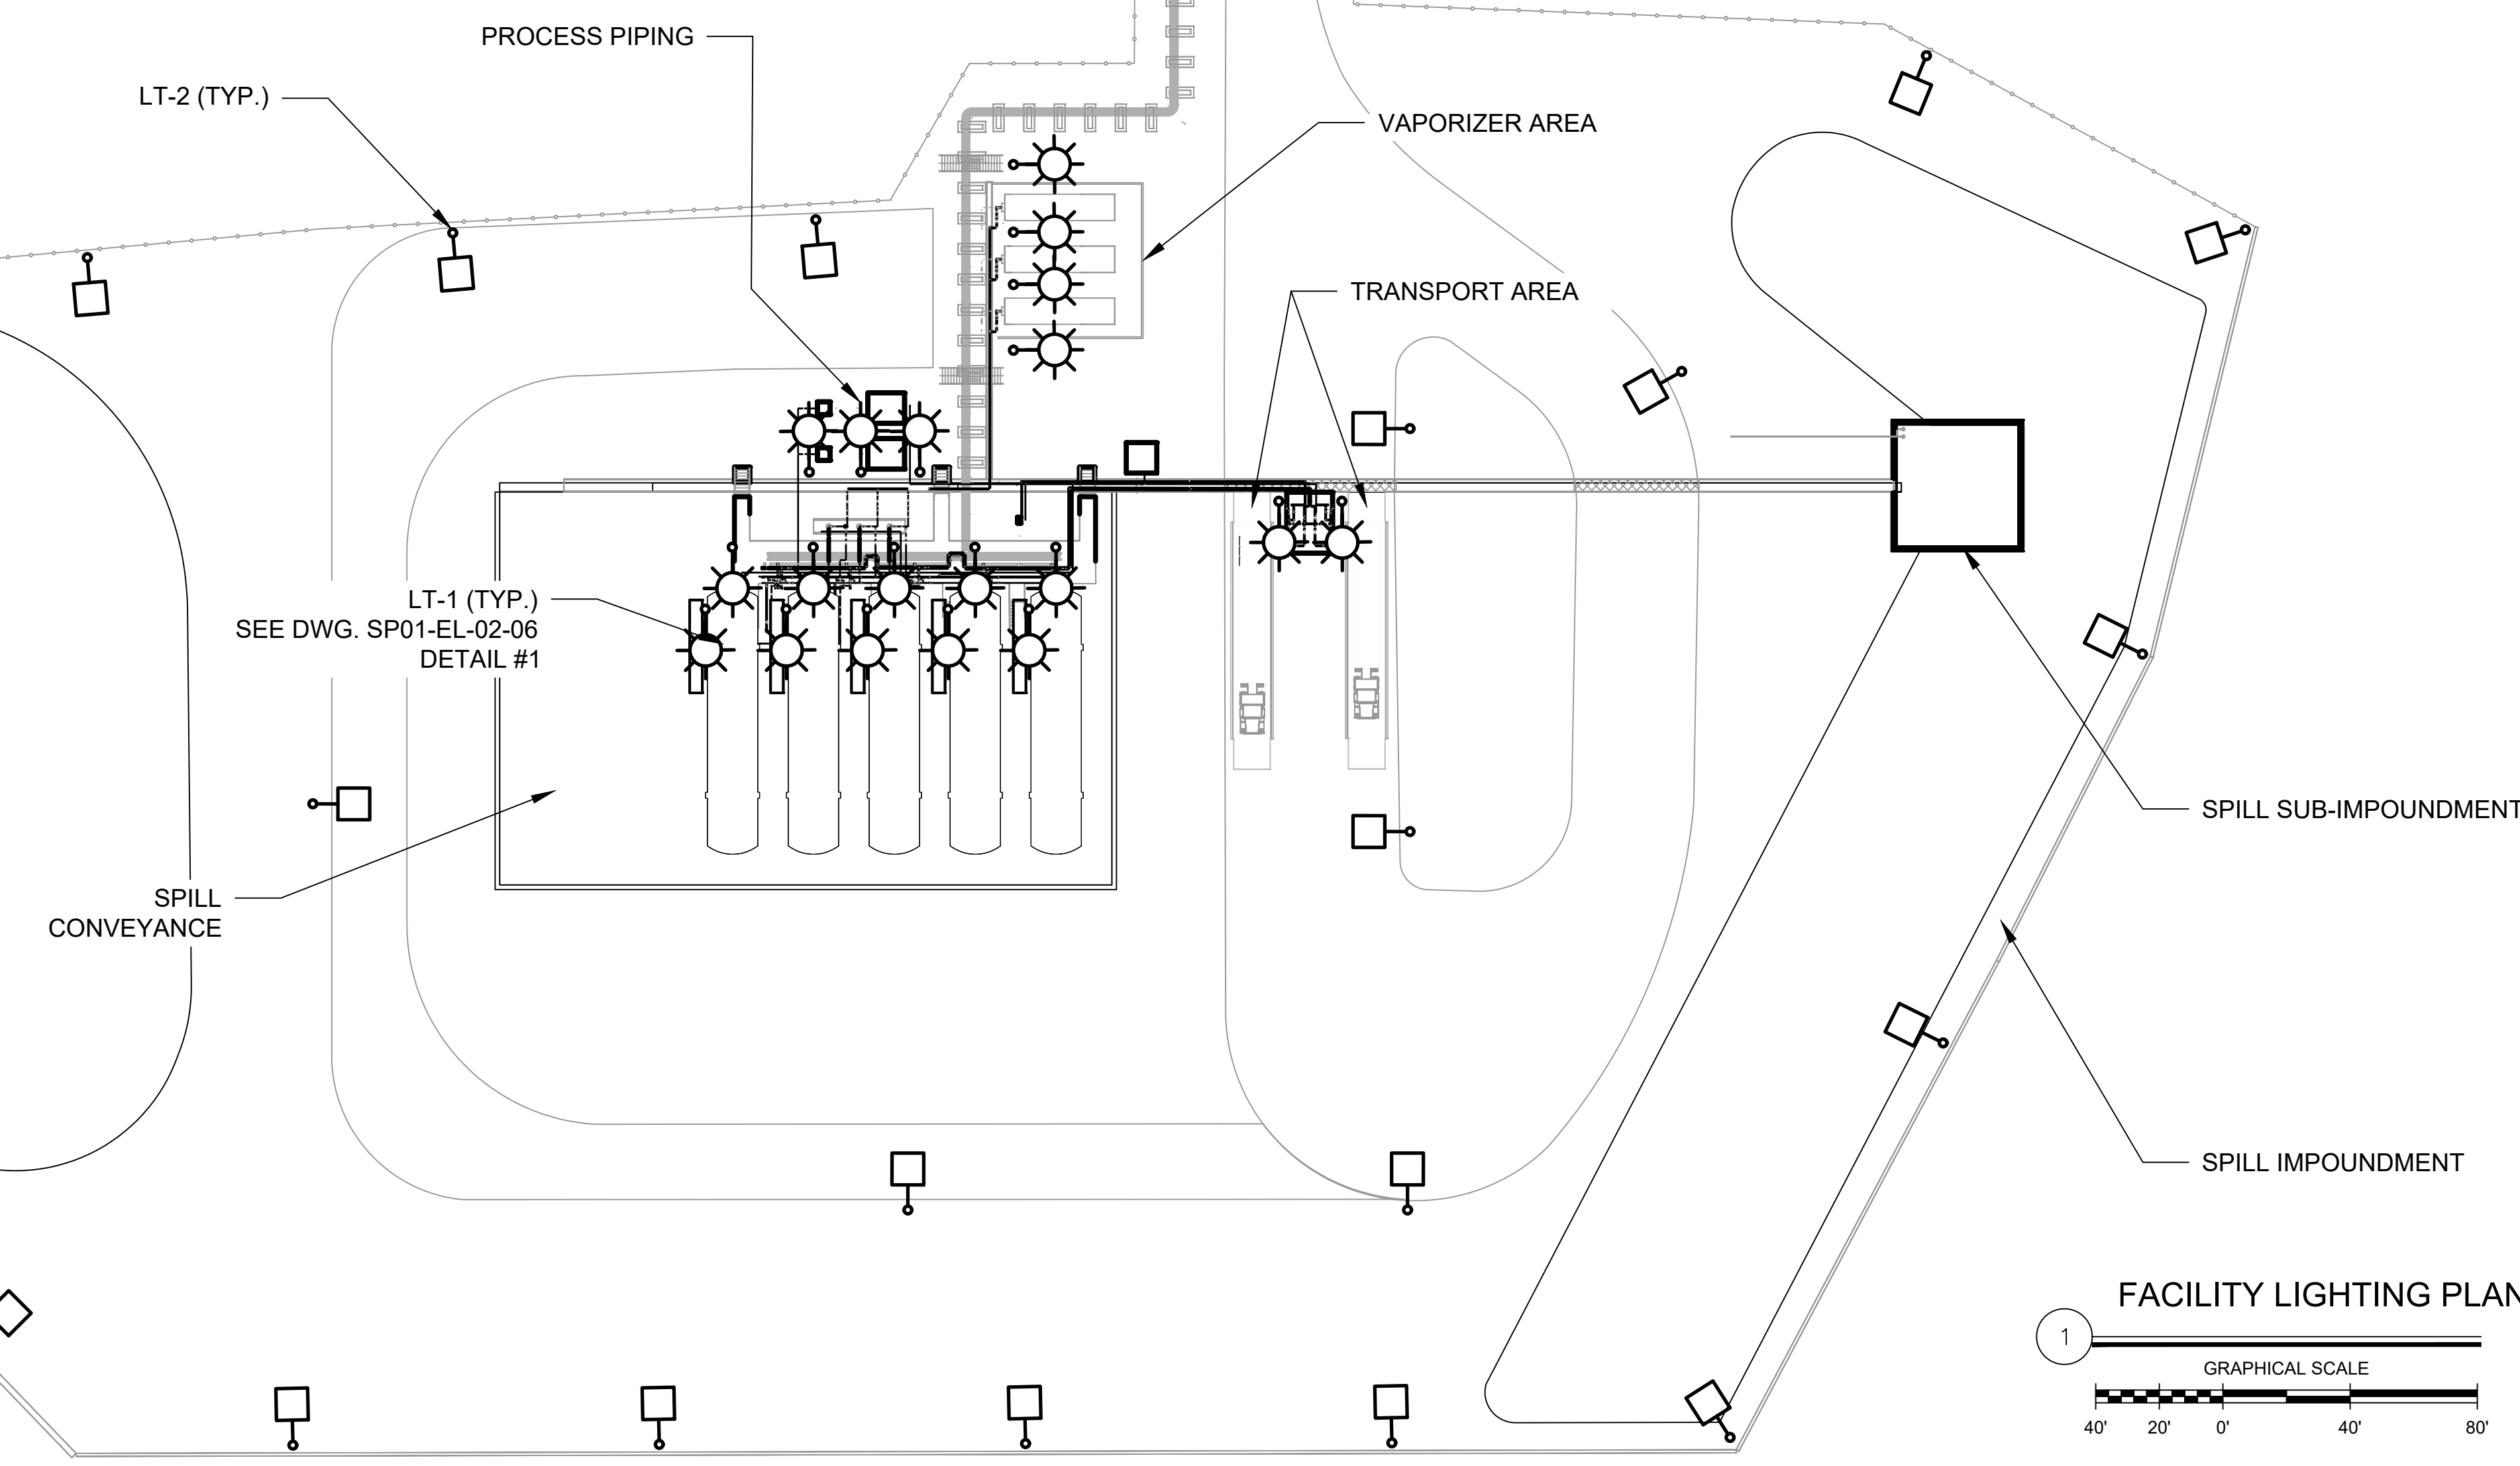 PROCESS PIPING
LT-2 (TYP.)
VAPORIZER AREA
TRANSPORT AREA
LT-1 (TYP.)
SEE DWG. SP01-EL-02-06
DETAIL #1
SPILL SUB-IMPOUNDMENT
SPILL
CONVEYANCE
SPILL IMPOUNDMENT
FACILITY LIGHTING PLAN
1
GRAPHICAL SCALE
40' 20' 0' 40' 80'